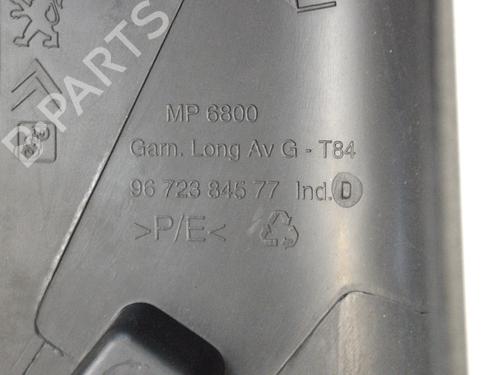 B-PARTS
MP 6800
Garn. Long Av G - T84
96 723 845 77 Ind. D
>P/E<